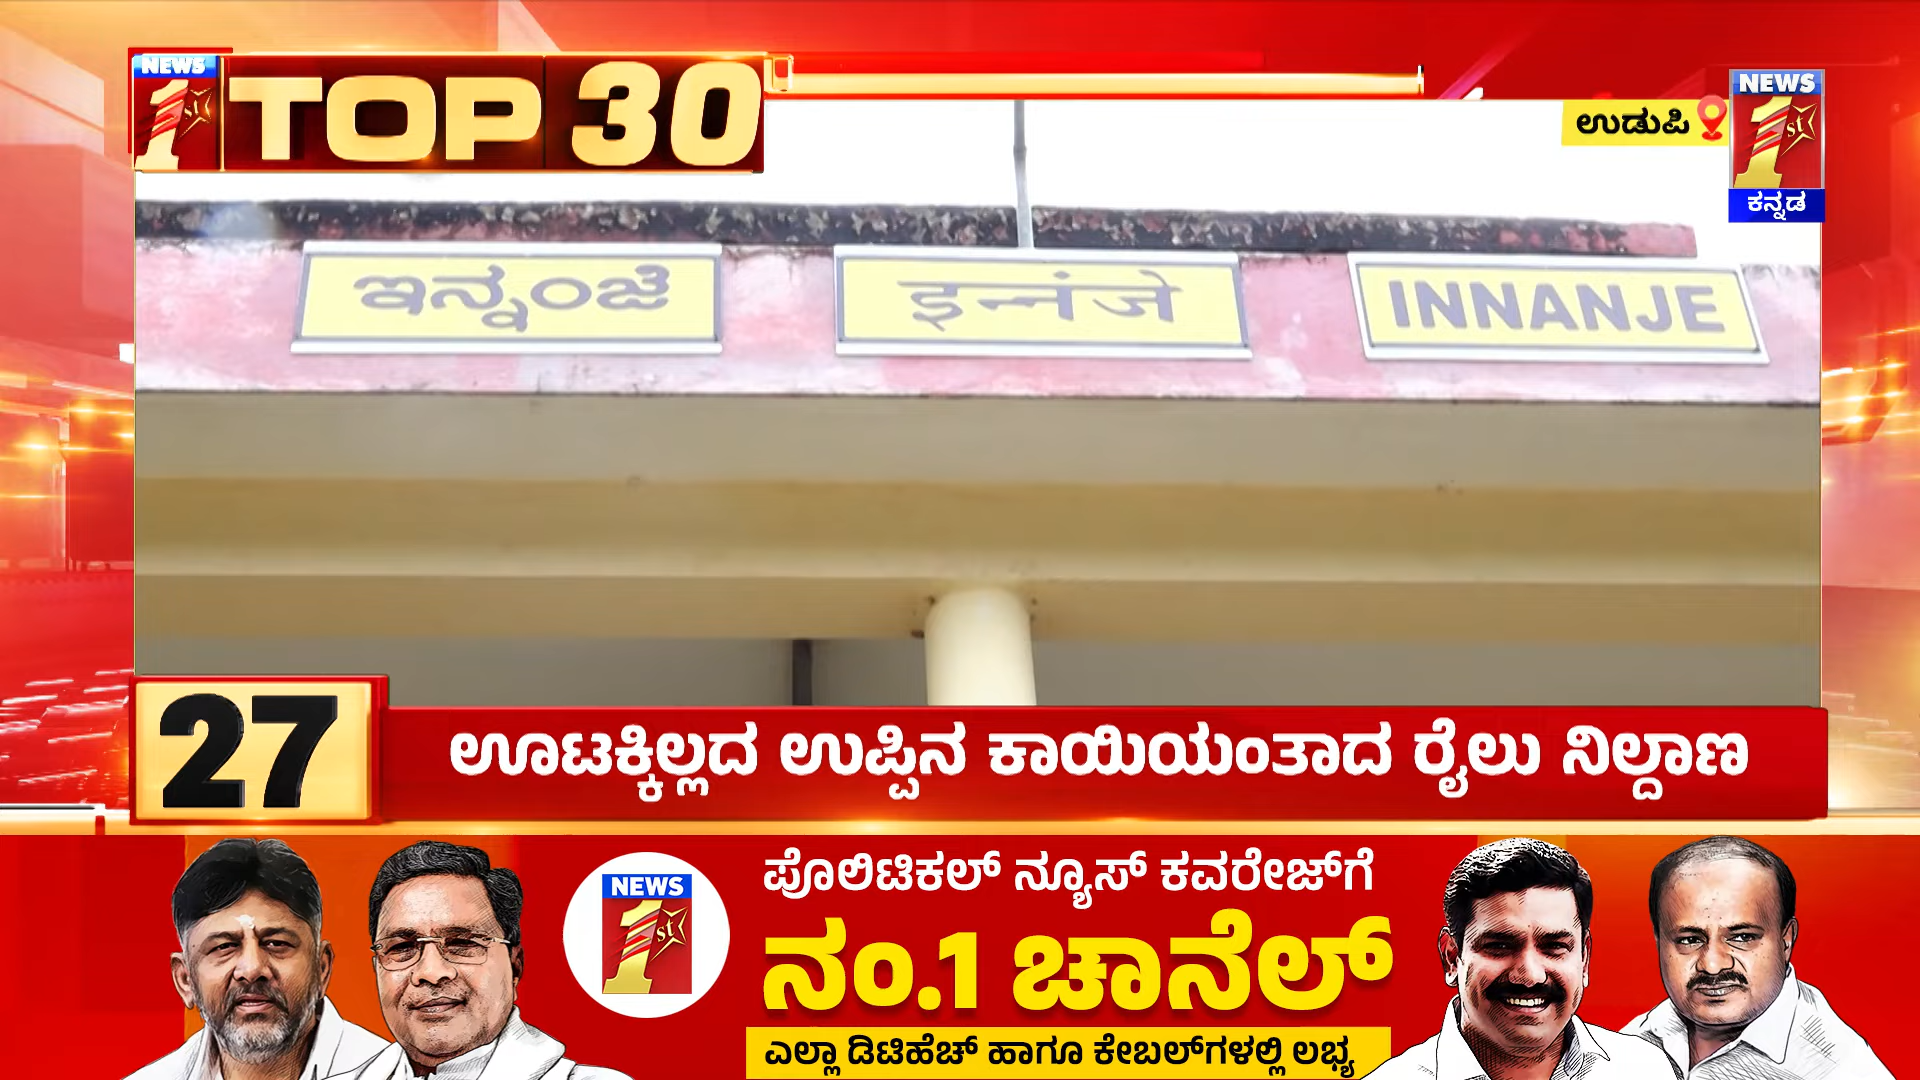 NEWS
1st
TOP 30
ಉಡುಪಿ
NEWS
1st
ಕನ್ನಡ
ಇನ್ನಂಜೆ
इन्नंजे
INNANJE
27
ಊಟಕ್ಕಿಲ್ಲದ ಉಪ್ಪಿನ ಕಾಯಿಯಂತಾದ ರೈಲು ನಿಲ್ದಾಣ
NEWS
1st
ಪೊಲಿಟಿಕಲ್ ನ್ಯೂಸ್ ಕವರೇಜ್‌ಗೆ
ನಂ.1 ಚಾನೆಲ್
ಎಲ್ಲಾ ಡಿಟಿಹೆಚ್ ಹಾಗೂ ಕೇಬಲ್‌ಗಳಲ್ಲಿ ಲಭ್ಯ